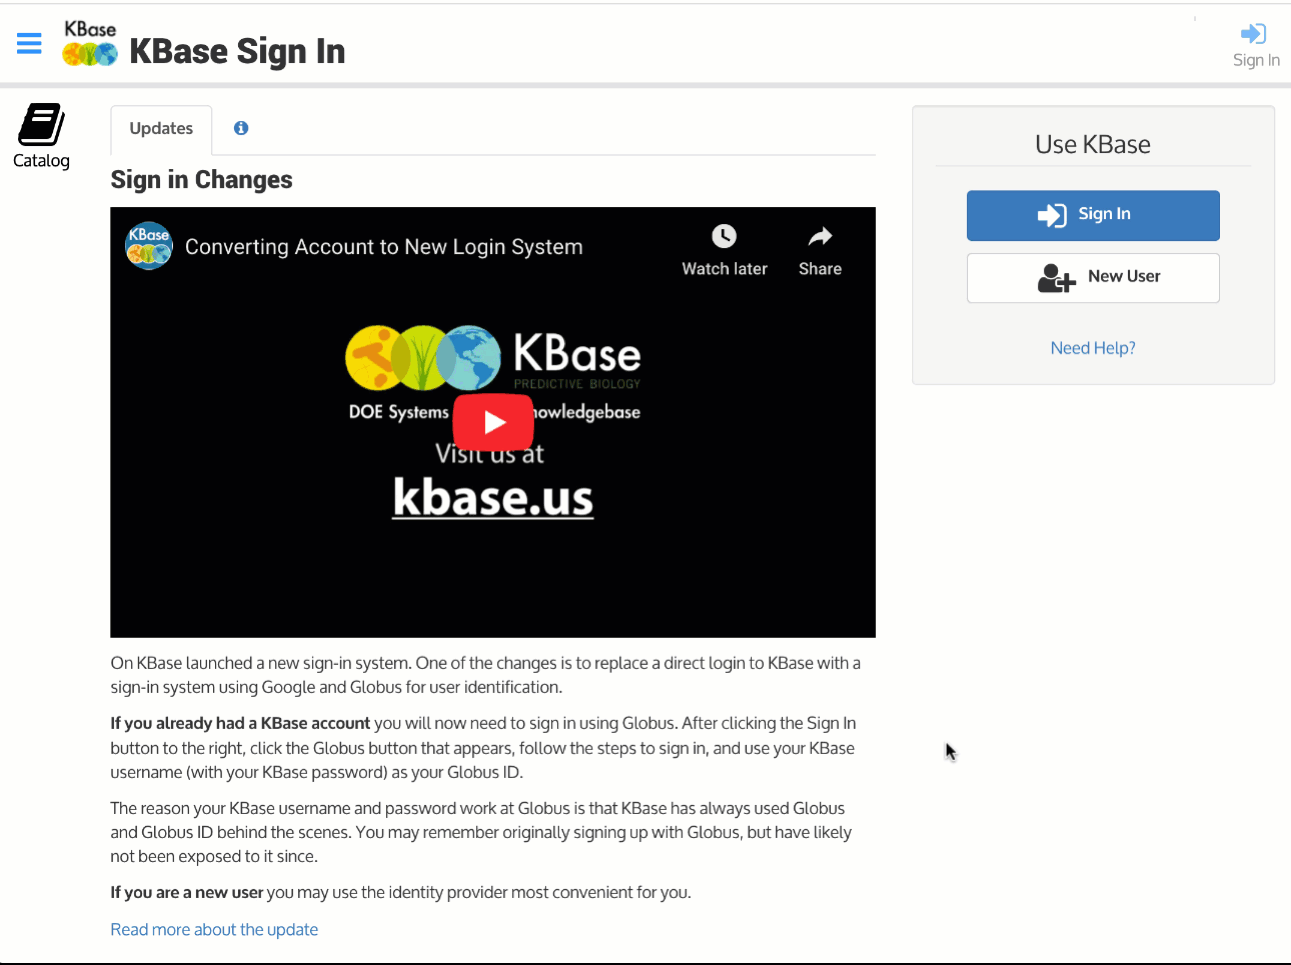 KBase
KBase Sign In
Sign In
Catalog
Updates
Sign in Changes
KBase
Converting Account to New Login System
Watch later
Share
KBase
PREDICTIVE BIOLOGY
DOE Systems nowledgebase
Visit us at
kbase.us
On KBase launched a new sign-in system. One of the changes is to replace a direct login to KBase with a
sign-in system using Google and Globus for user identification.
If you already had a KBase account you will now need to sign in using Globus. After clicking the Sign In
button to the right, click the Globus button that appears, follow the steps to sign in, and use your KBase
username (with your KBase password) as your Globus ID.
The reason your KBase username and password work at Globus is that KBase has always used Globus
and Globus ID behind the scenes. You may remember originally signing up with Globus, but have likely
not been exposed to it since.
If you are a new user you may use the identity provider most convenient for you.
Read more about the update
Use KBase
Sign In
New User
Need Help?